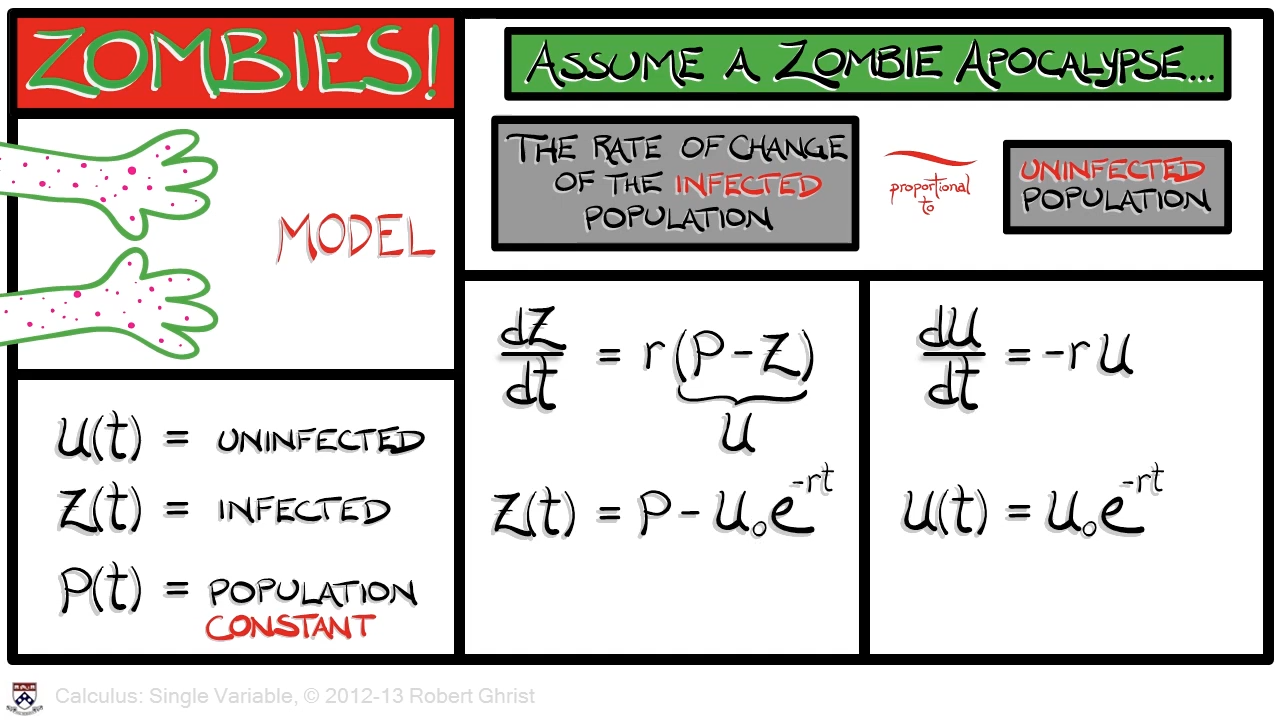 ZOMBIES!
MODEL
u(t) = UNINFECTED
Z(t) = INFECTED
P(t) = POPULATION
CONSTANT
ASSUME A ZOMBIE APOCALYPSE...
THE RATE OF CHANGE
OF THE INFECTED
POPULATION
proportional
to
UNINFECTED
POPULATION
dZ/dt = r(P-Z)
u
Z(t) = P - u₀e^-rt
du/dt = -ru
u(t) = u₀e^-rt
Calculus: Single Variable, © 2012-13 Robert Ghrist